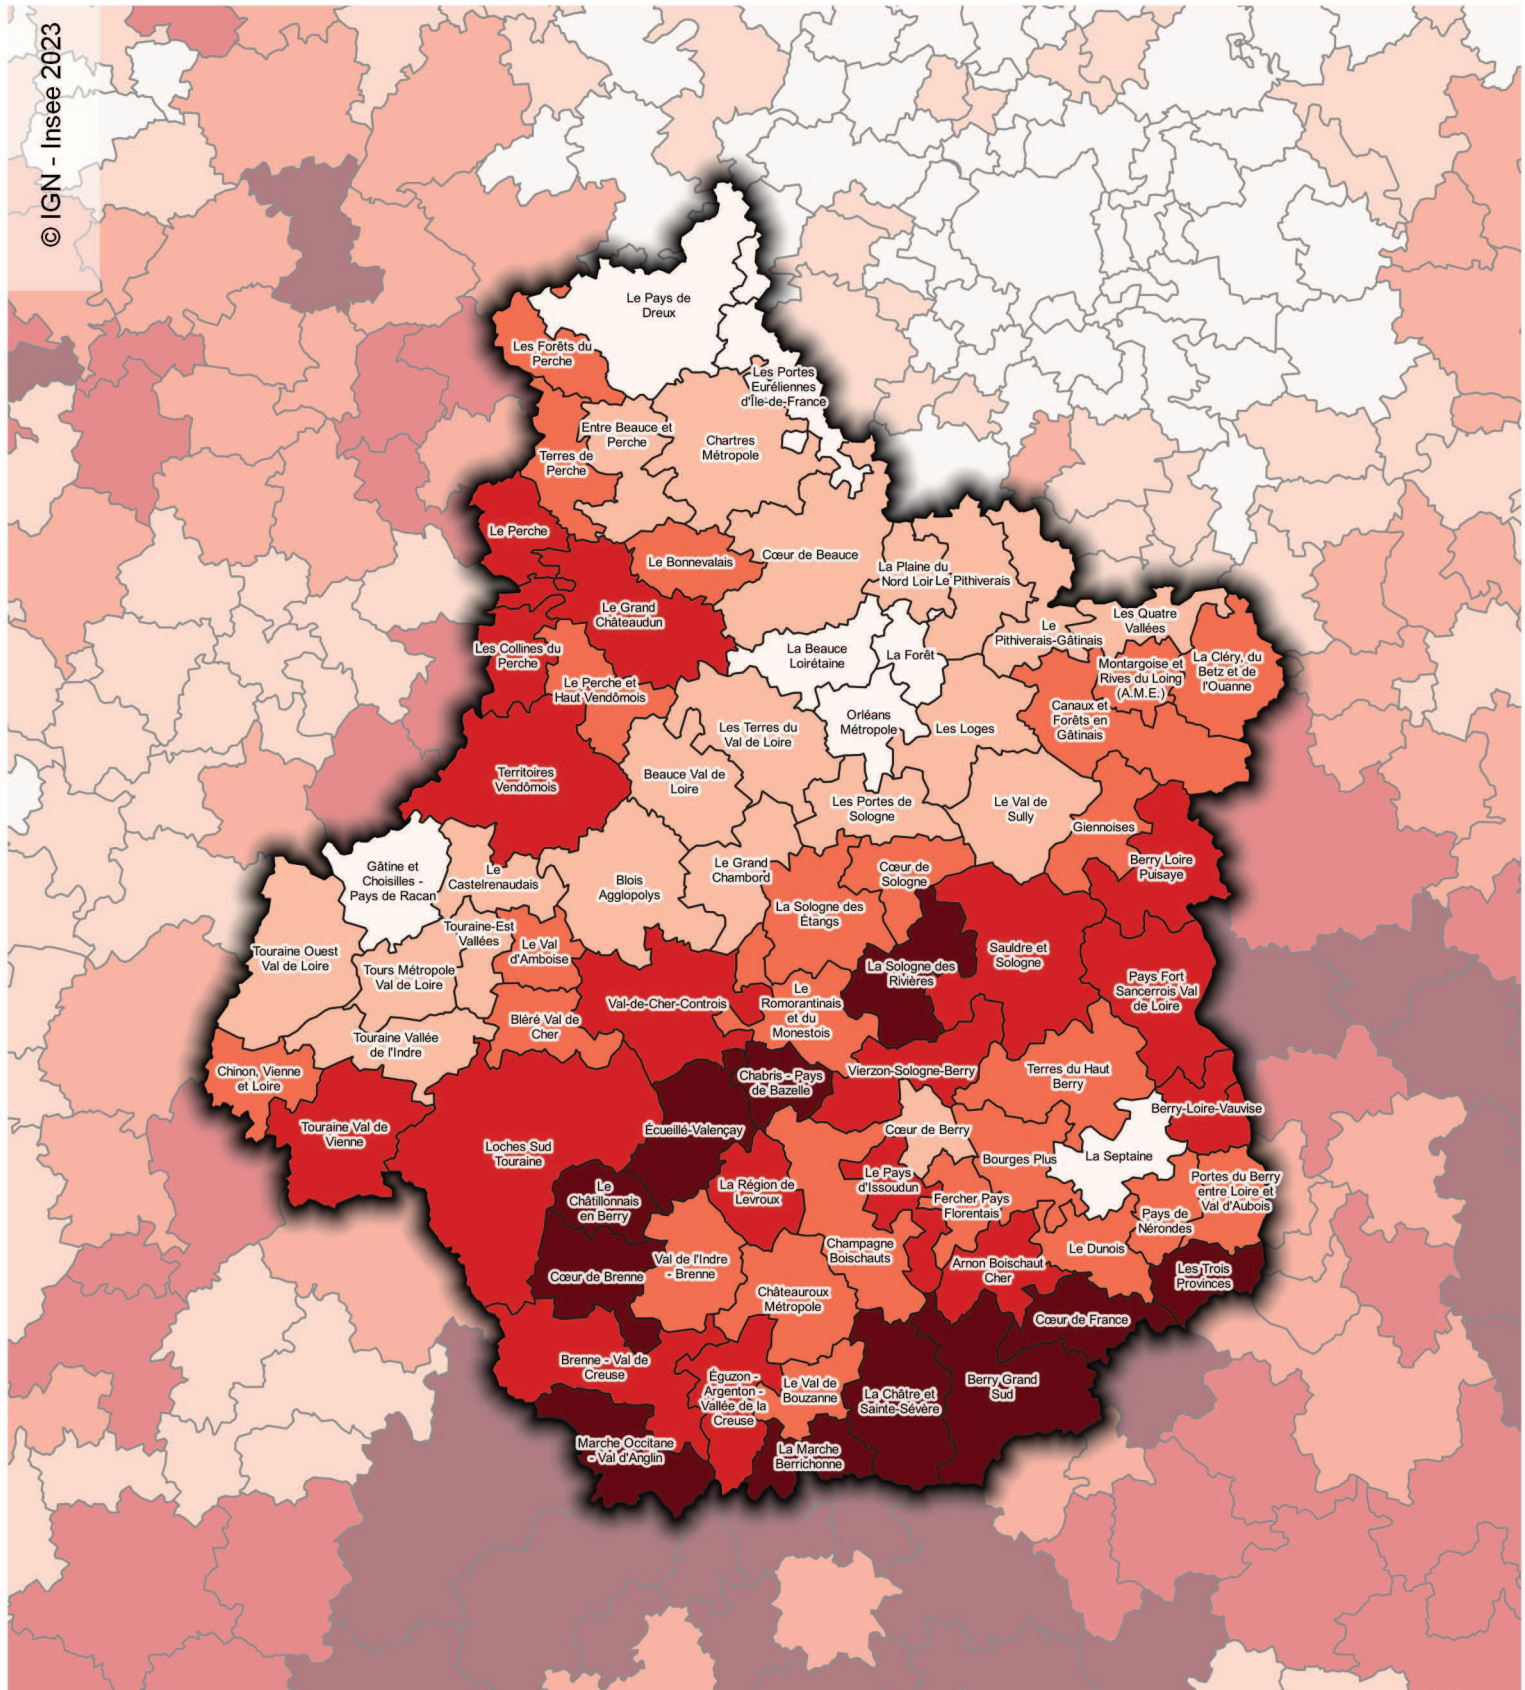 © IGN - Insee 2023
Le Pays de
Dreux
Les Forêts du
Perche
Les Portes
Euréliennes
d'Île-de-France
Entre Beauce et
Perche
Chartres
Métropole
Terres de
Perche
Le Perche
Le Bonnevalais
Cœur de Beauce
La Plaine du
Nord Loir
Le Pithiverais
Le Grand
Châteaudun
Les Quatre
Vallées
Le
Pithiverais-Gâtinais
Les Collines du
Perche
La Beauce
Loirétaine
La Forêt
Montargoise et
Rives du Loing
(A.M.E.)
La Cléry, du
Betz et de
l'Ouanne
Le Perche et
Haut Vendômois
Canaux et
Forêts en
Gâtinais
Orléans
Métropole
Les Loges
Les Terres du
Val de Loire
Territoires
Vendômois
Beauce Val de
Loire
Les Portes de
Sologne
Le Val de
Sully
Giennoises
Berry Loire
Puisaye
Gâtine et
Choisilles -
Pays de Racan
Le
Castelrenaudais
Blois
Agglopolys
Le Grand
Chambord
Cœur de
Sologne
La Sologne des
Étangs
Touraine-Est
Vallées
Le Val
d'Amboise
Touraine Ouest
Val de Loire
Tours Métropole
Val de Loire
La Sologne des
Rivières
Sauldre et
Sologne
Pays Fort
Sancerrois Val
de Loire
Val-de-Cher-Controis
Le
Romorantinais
et du
Monestois
Bléré Val de
Cher
Touraine Vallée
de l'Indre
Chinon, Vienne
et Loire
Chabris - Pays
de Bazelle
Vierzon-Sologne-Berry
Terres du Haut
Berry
Berry-Loire-Vauvise
Touraine Val de
Vienne
Loches Sud
Touraine
Écueillé-Valençay
Cœur de Berry
Bourges Plus
La Septaine
Le
Châtillonnais
en Berry
La Région de
Levroux
Le Pays
d'Issoudun
Fercher Pays
Florentais
Portes du Berry
entre Loire et
Val d'Aubois
Pays de
Nérondes
Cœur de Brenne
Val de l'Indre
- Brenne
Champagne
Boischauts
Arnon Boischaut
Cher
Le Dunois
Les Trois
Provinces
Châteauroux
Métropole
Cœur de France
Brenne - Val de
Creuse
Éguzon -
Argenton -
Vallée de la
Creuse
Le Val de
Bouzanne
La Châtre et
Sainte-Sévère
Berry Grand
Sud
Marche Occitane
- Val d'Anglin
La Marche
Berrichonne